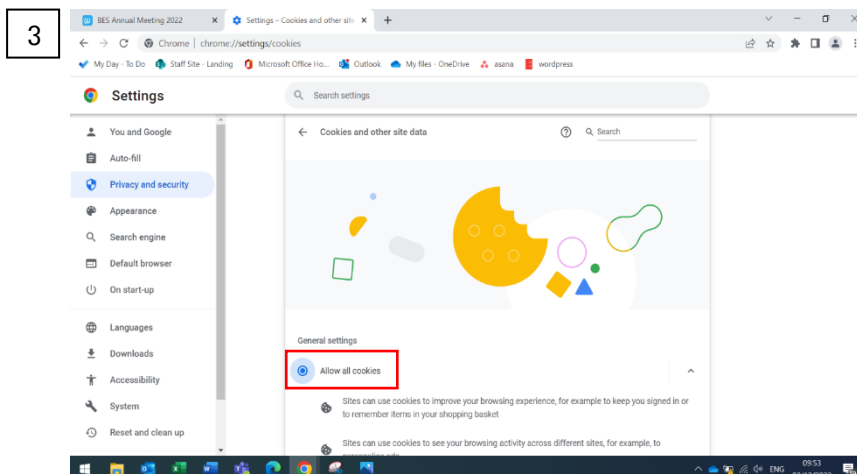 3
BES Annual Meeting 2022
Settings – Cookies and other site
Chrome | chrome://settings/cookies
My Day - To Do
Staff Site - Landing
Microsoft Office Ho...
Outlook
My files - OneDrive
asana
wordpress
Settings
Search settings
You and Google
Auto-fill
Privacy and security
Appearance
Search engine
Default browser
On start-up
Languages
Downloads
Accessibility
System
Reset and clean up
Cookies and other site data
Search
General settings
Allow all cookies
Sites can use cookies to improve your browsing experience, for example to keep you signed in or
to remember items in your shopping basket
Sites can use cookies to see your browsing activity across different sites, for example, to
ENG
09:53